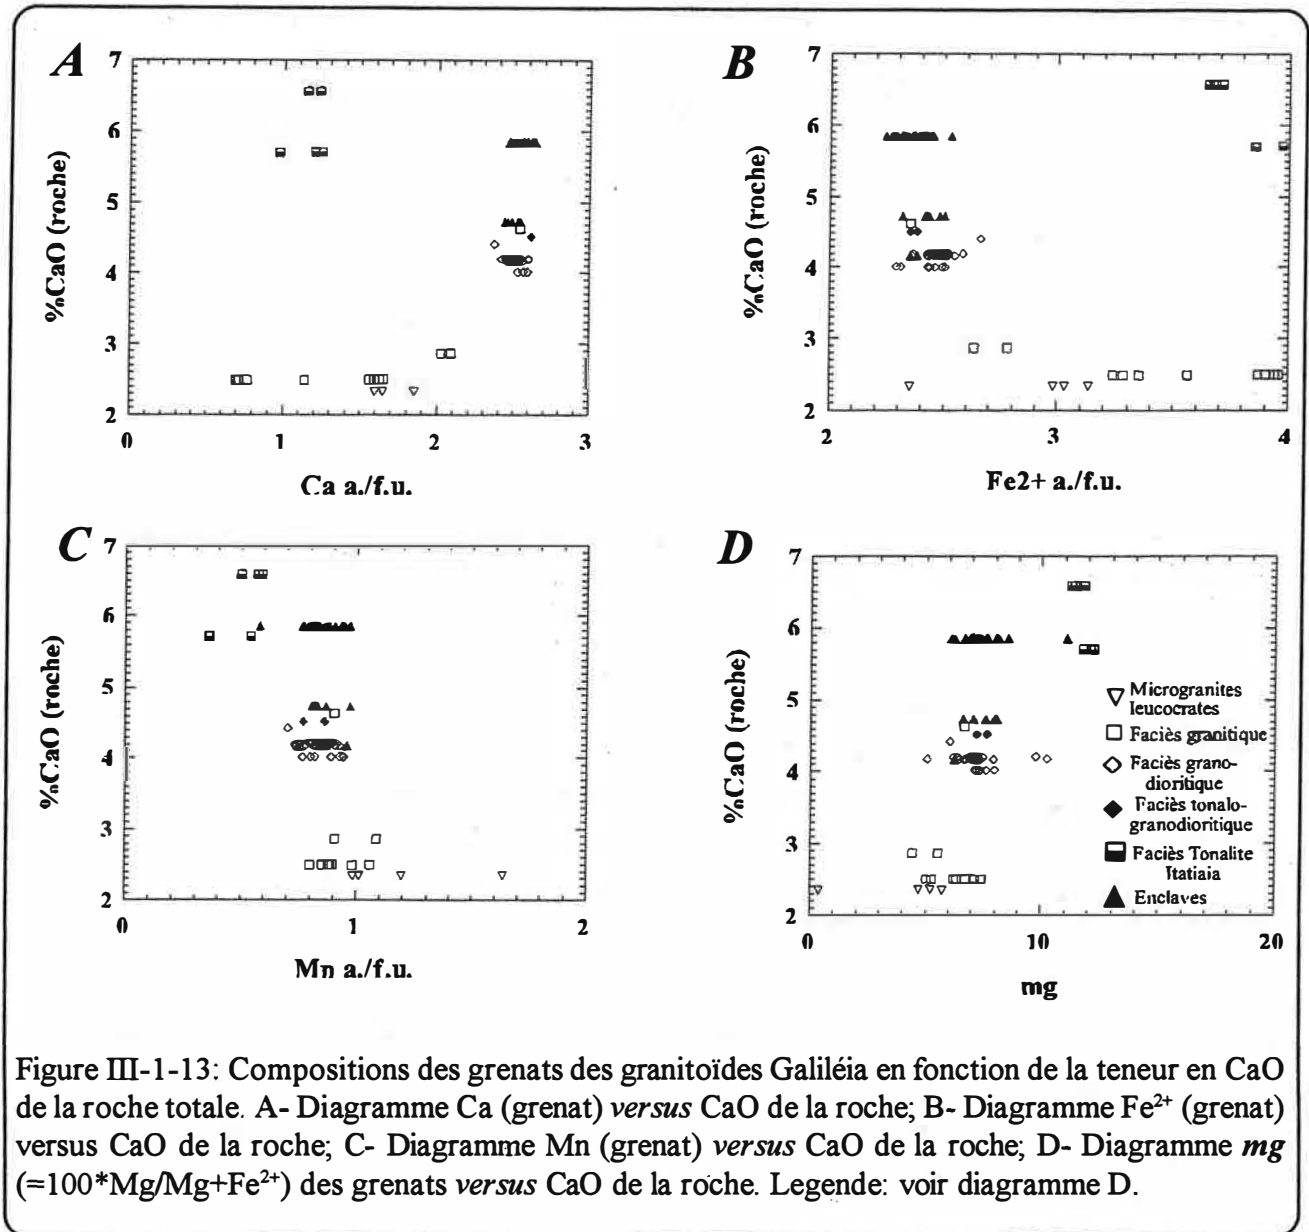 A
7
6
5
4
3
2
0
1
2
3
%CaO (roche)
Ca a./f.u.
B
7
6
5
4
3
2
2
3
4
%CaO (roche)
Fe2+ a./f.u.
C
7
6
5
4
3
2
0
1
2
%CaO (roche)
Mn a./f.u.
D
7
6
5
4
3
2
0
10
20
%CaO (roche)
mg
Microgranites
leucocrates
Faciès granitique
Faciès grano-
dioritique
Faciès tonalo-
granodioritique
Faciès Tonalite
Itatiaia
Enclaves
Figure III-1-13: Compositions des grenats des granitoïdes Galiléia en fonction de la teneur en CaO
de la roche totale. A- Diagramme Ca (grenat) versus CaO de la roche; B- Diagramme Fe²⁺ (grenat)
versus CaO de la roche; C- Diagramme Mn (grenat) versus CaO de la roche; D- Diagramme mg
(=100*Mg/Mg+Fe²⁺) des grenats versus CaO de la roche. Legende: voir diagramme D.